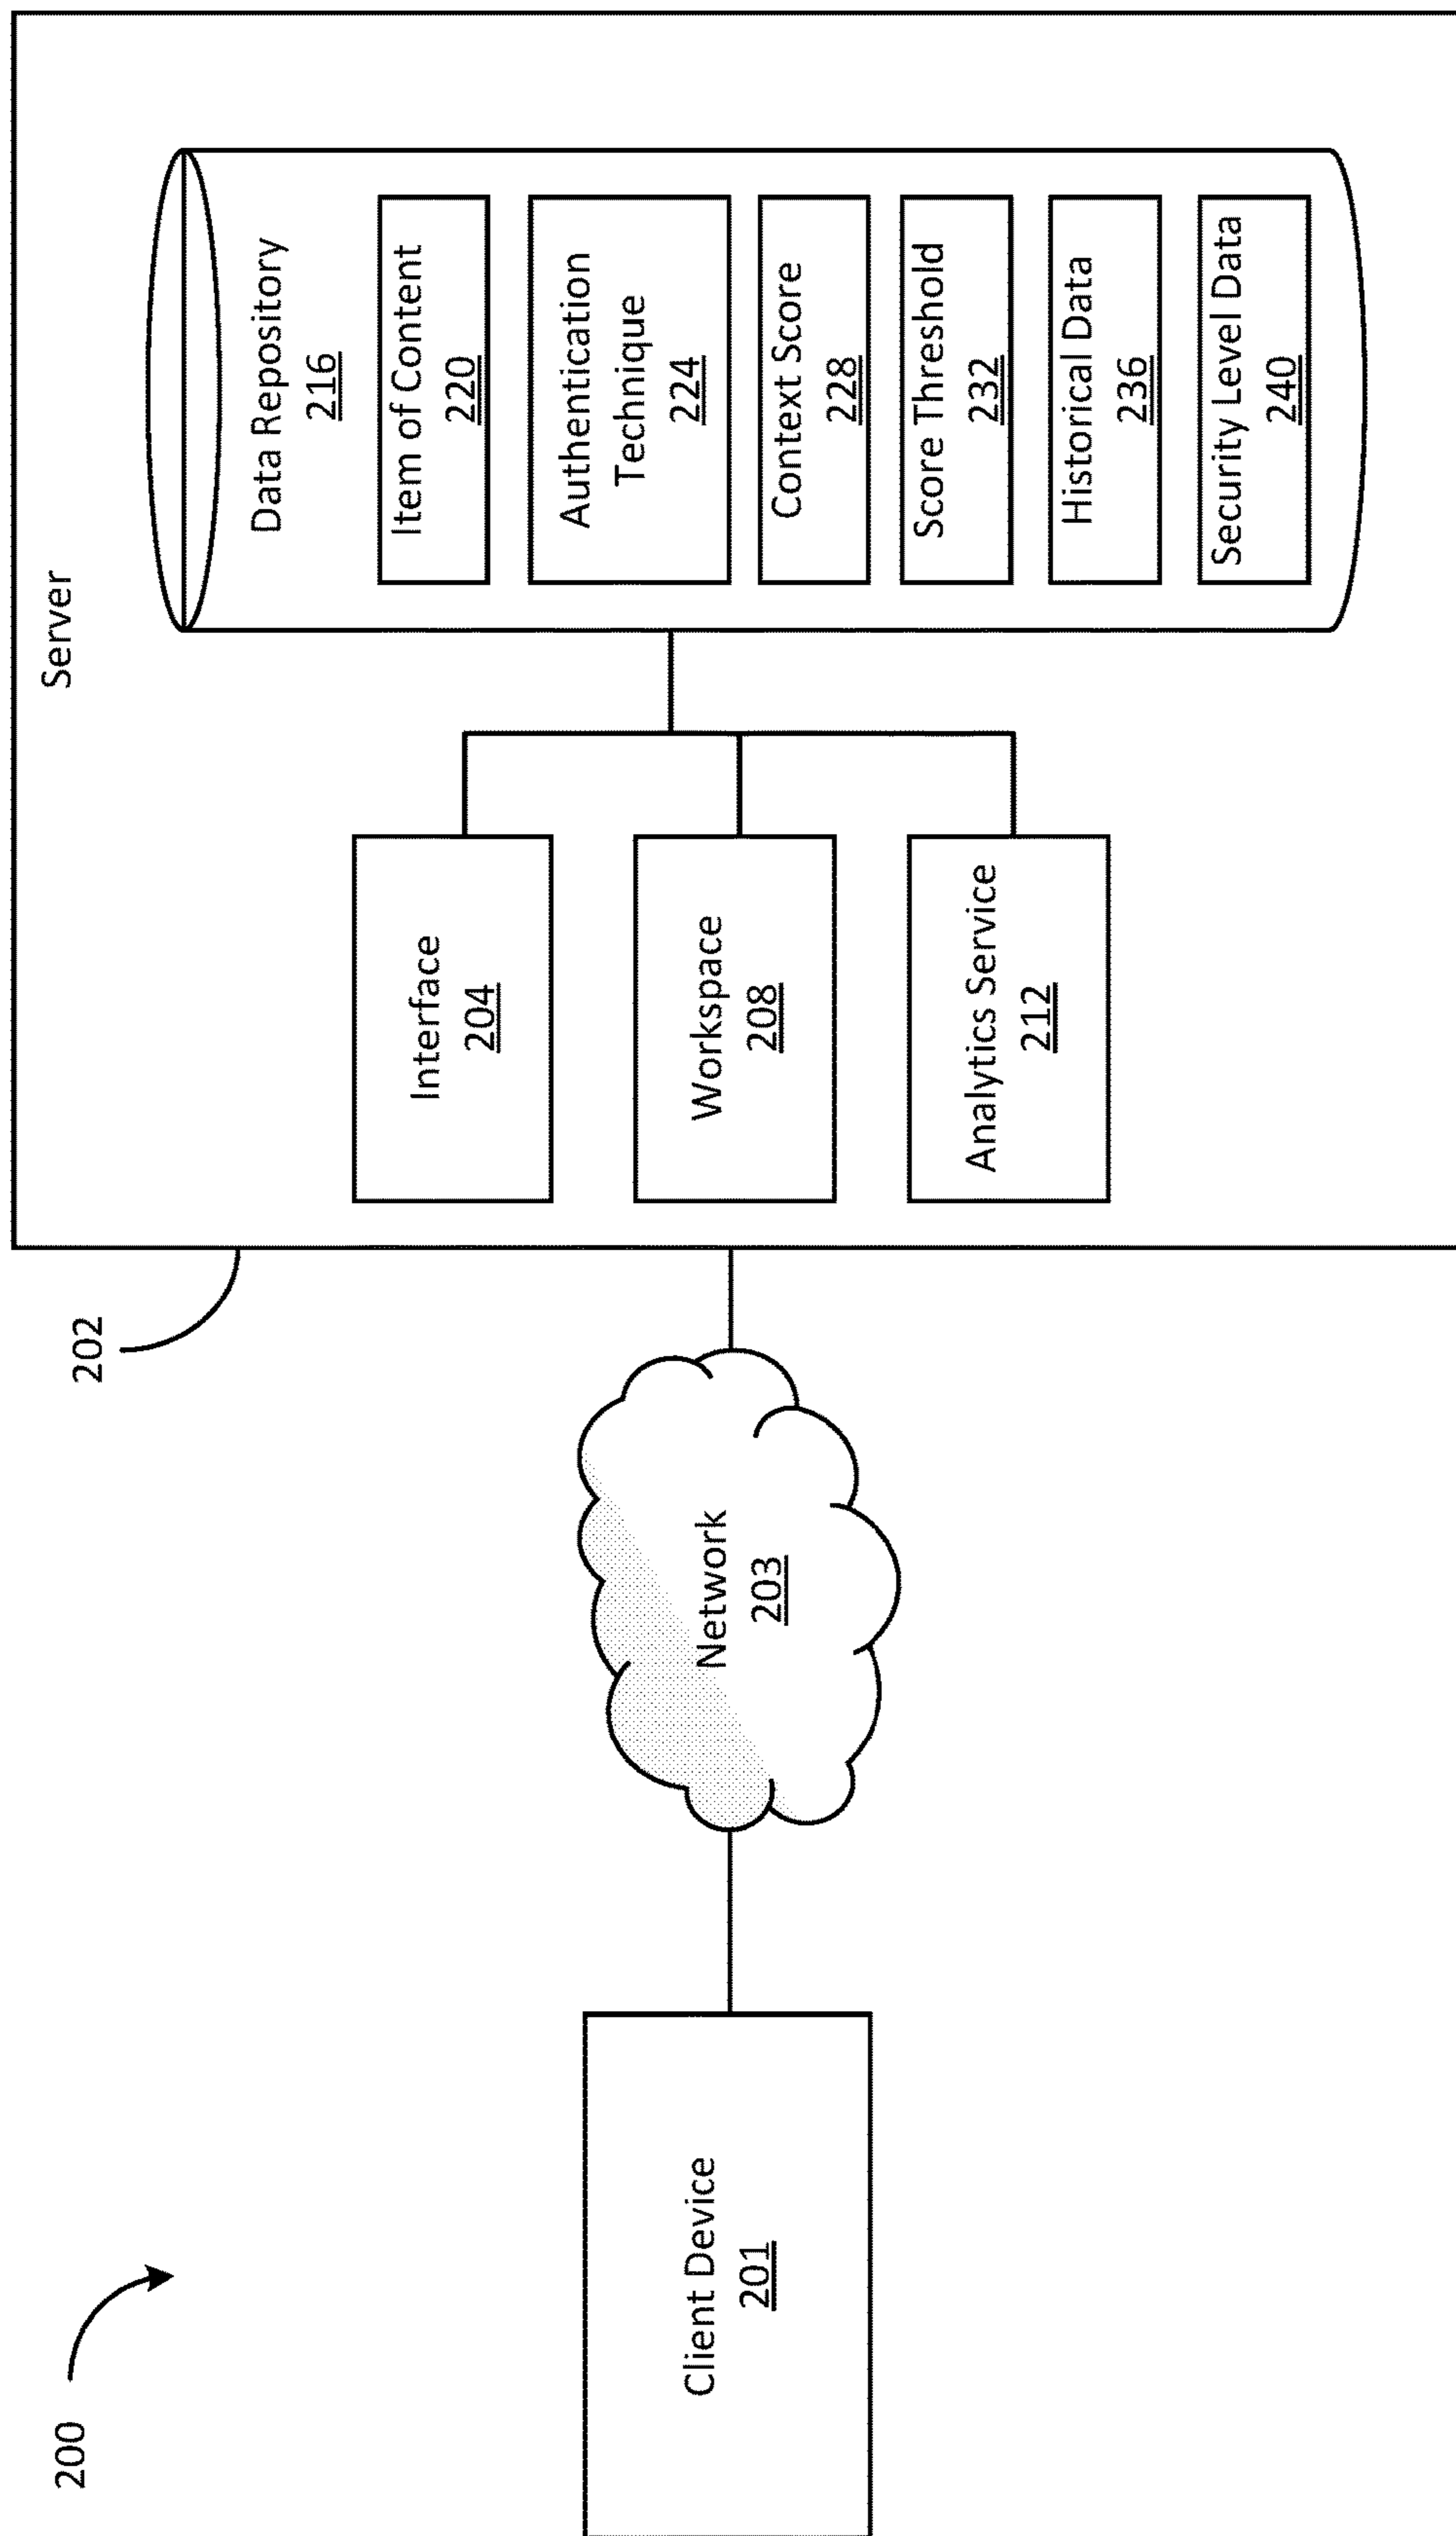 200
Client Device
201
Network
203
202
Server
Interface
204
Workspace
208
Analytics Service
212
Data Repository
216
Item of Content
220
Authentication
Technique
224
Context Score
228
Score Threshold
232
Historical Data
236
Security Level Data
240